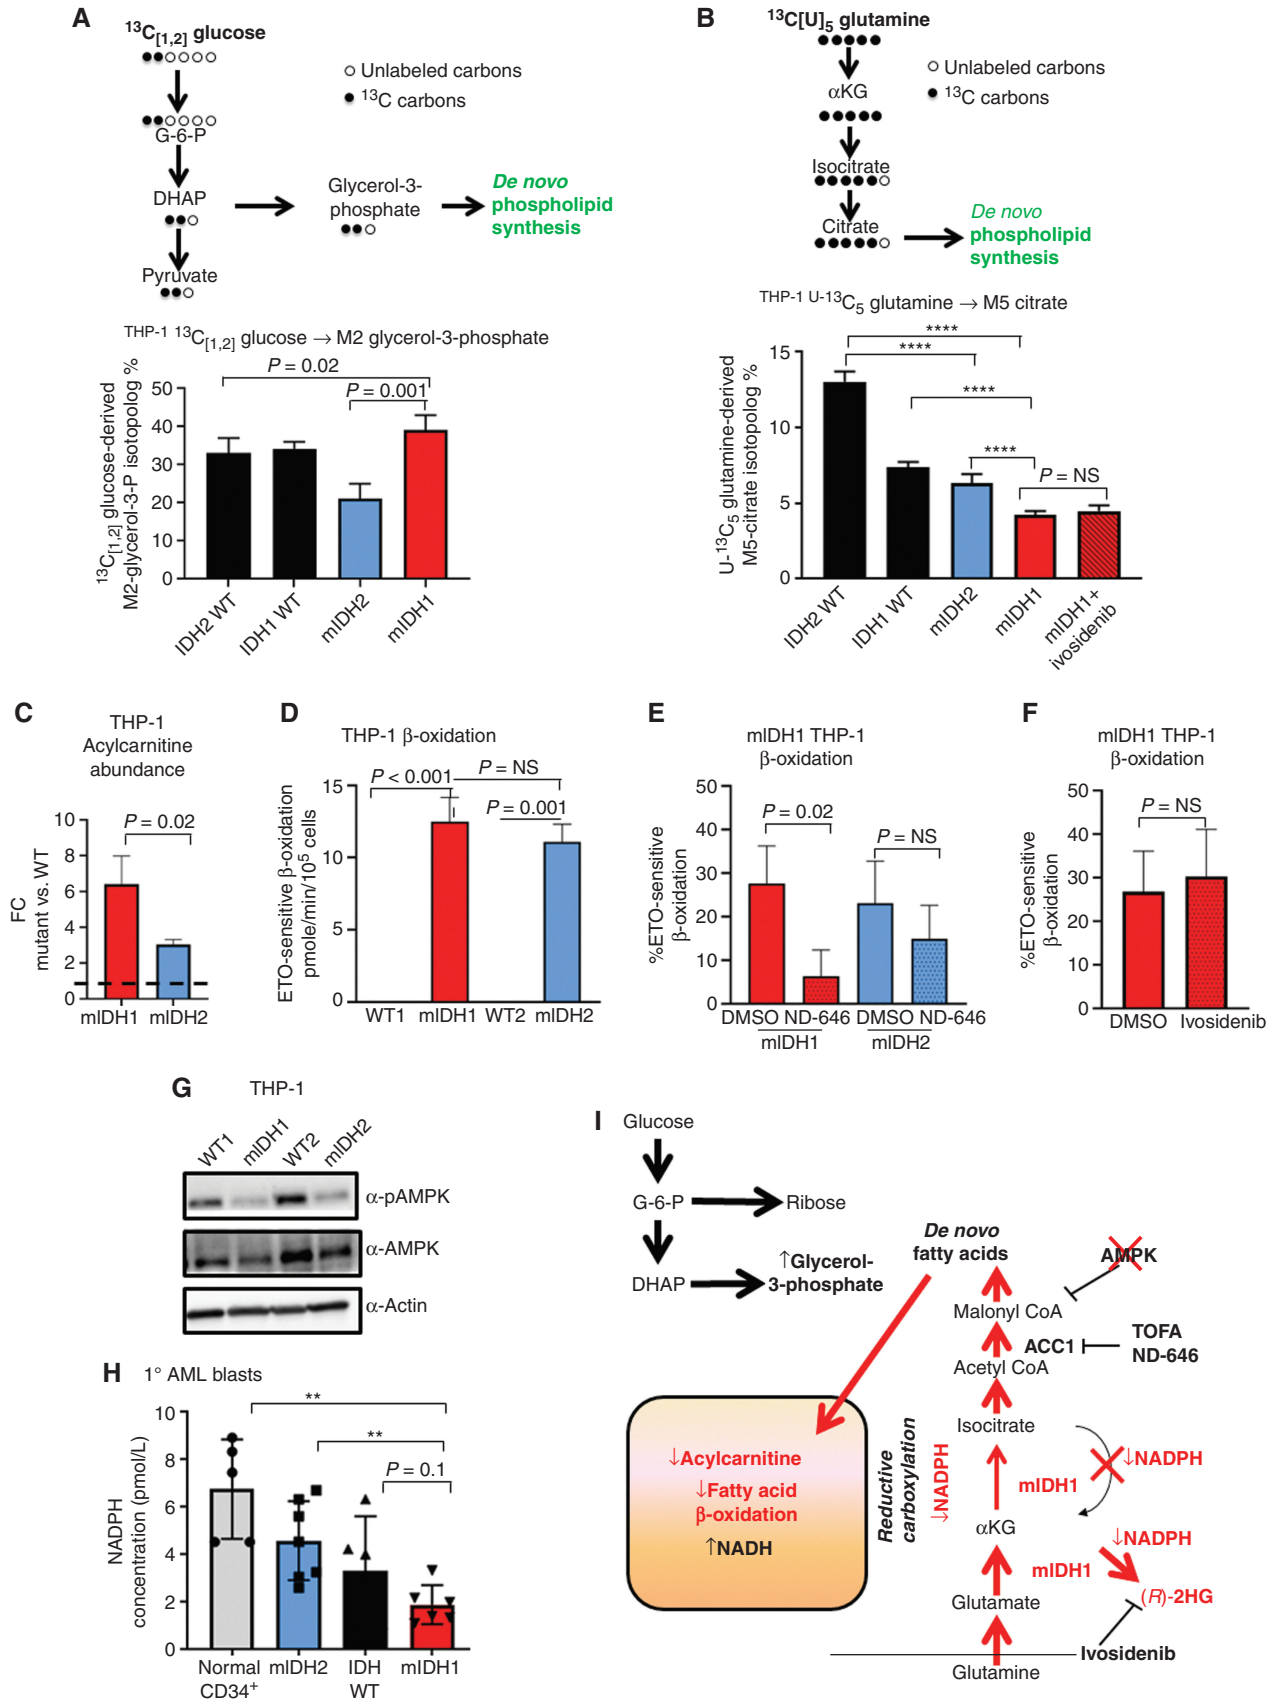 A
13C[1,2] glucose
Unlabeled carbons
13C carbons
G-6-P
DHAP
Glycerol-3-
phosphate
De novo
phospholipid
synthesis
Pyruvate
THP-1 13C[1,2] glucose → M2 glycerol-3-phosphate
P = 0.02
P = 0.001
13C[1,2] glucose-derived
M2-glycerol-3-P isotopolog %
50
40
30
20
10
0
IDH2 WT
IDH1 WT
mIDH2
mIDH1
B
13C[U]5 glutamine
Unlabeled carbons
13C carbons
αKG
Isocitrate
Citrate
De novo
phospholipid
synthesis
THP-1 U-13C5 glutamine → M5 citrate
****
****
****
****
P = NS
U-13C5 glutamine-derived
M5-citrate isotopolog %
15
10
5
0
IDH2 WT
IDH1 WT
mIDH2
mIDH1
mIDH1+
ivosidenib
C
THP-1
Acylcarnitine
abundance
P = 0.02
FC
mutant vs. WT
10
8
6
4
2
0
mIDH1 mIDH2
D
THP-1 β-oxidation
P < 0.001
P = NS
P = 0.001
ETO-sensitive β-oxidation
pmole/min/105 cells
15
10
5
0
WT1 mIDH1 WT2 mIDH2
E
mIDH1 THP-1
β-oxidation
P = 0.02
P = NS
%ETO-sensitive
β-oxidation
50
40
30
20
10
0
DMSO ND-646 DMSO ND-646
mIDH1 mIDH2
F
mIDH1 THP-1
β-oxidation
P = NS
%ETO-sensitive
β-oxidation
50
40
30
20
10
0
DMSO Ivosidenib
G
THP-1
WT1
mIDH1
WT2
mIDH2
α-pAMPK
α-AMPK
α-Actin
H
1° AML blasts
**
**
P = 0.1
NADPH
concentration (pmol/L)
10
8
6
4
2
0
Normal
CD34+
mIDH2
IDH
WT
mIDH1
I
Glucose
G-6-P
Ribose
DHAP
↑Glycerol-
3-phosphate
De novo
fatty acids
AMPK
Malonyl CoA
ACC1
TOFA
ND-646
Acetyl CoA
Isocitrate
Reductive
carboxylation
↓NADPH
mIDH1
↓NADPH
αKG
↓NADPH
mIDH1
(R)-2HG
Glutamate
Ivosidenib
Glutamine
↓Acylcarnitine
↓Fatty acid
β-oxidation
↑NADH